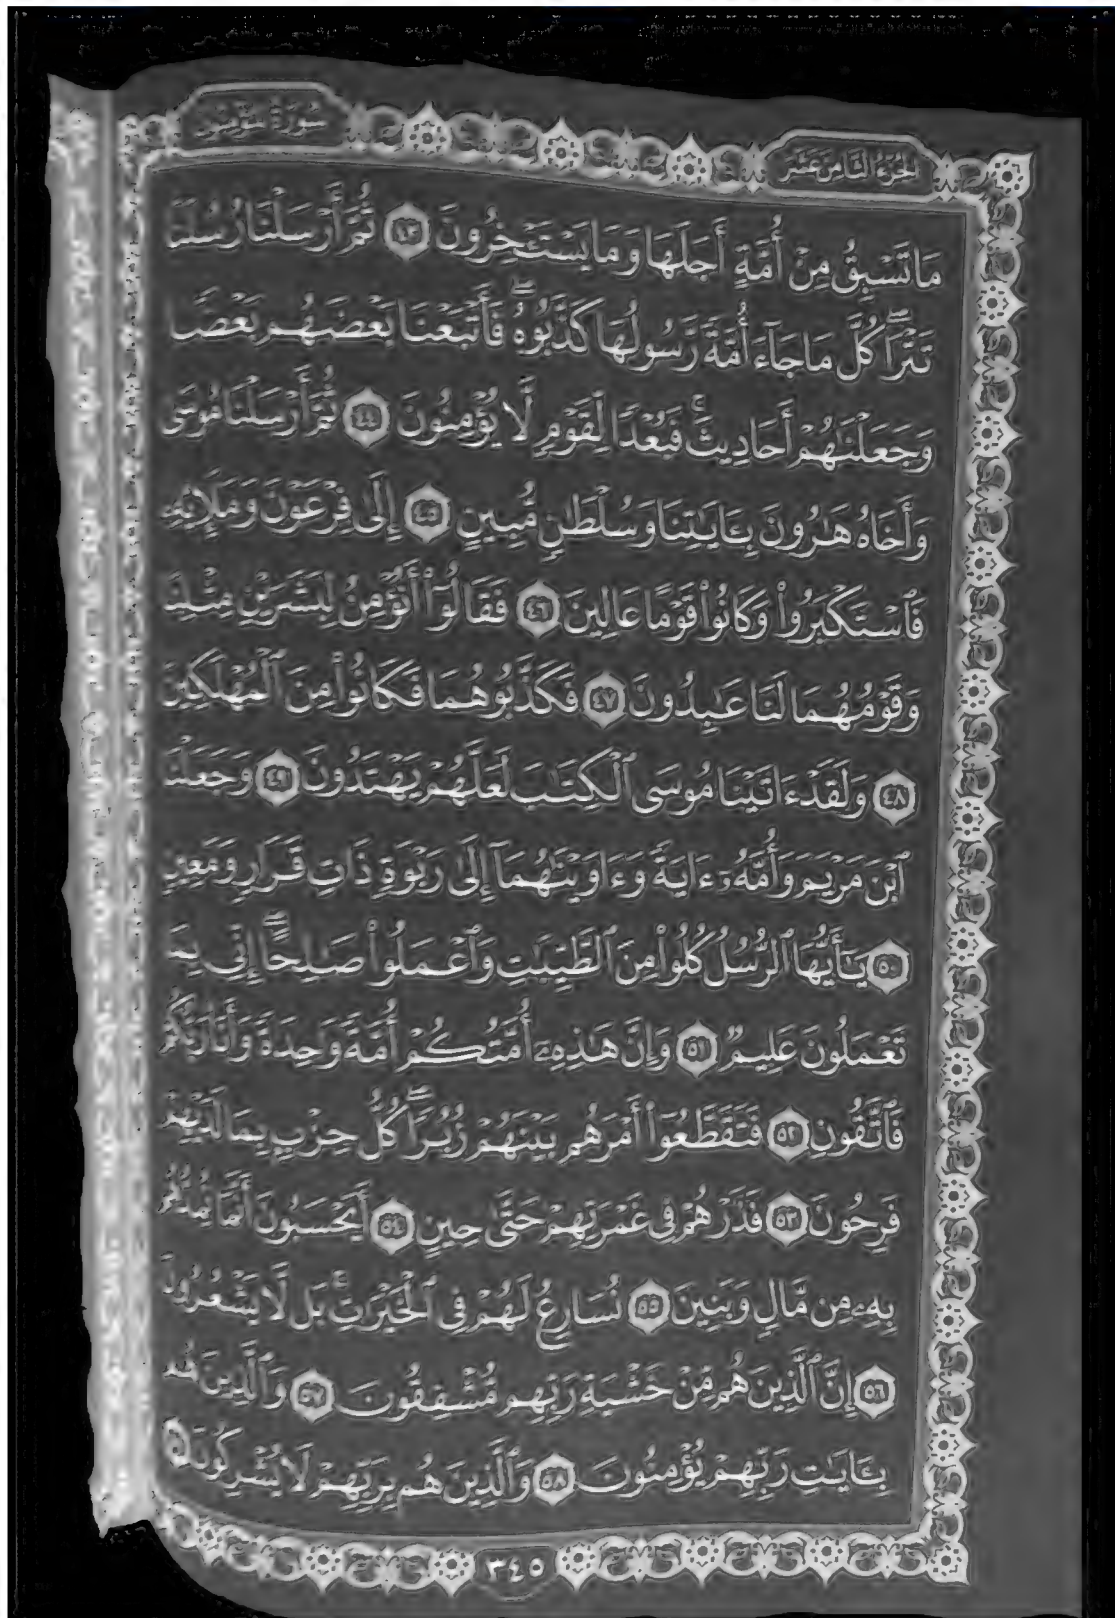 الجزء الثامن عشر
سورة المؤمنون
مَا تَسْبِقُ مِنْ أُمَّةٍ أَجَلَهَا وَمَا يَسْتَـْٔخِرُونَ ٤٣ ثُمَّ أَرْسَلْنَا رُسُلَنَا
تَتْرَاۖ كُلَّ مَا جَآءَ أُمَّةً رَّسُولُهَا كَذَّبُوهُۖ فَأَتْبَعْنَا بَعْضَهُم بَعْضًا
وَجَعَلْنَٰهُمْ أَحَادِيثَۚ فَبُعْدًا لِّقَوْمٍ لَّا يُؤْمِنُونَ ٤٤ ثُمَّ أَرْسَلْنَا مُوسَىٰ
وَأَخَاهُ هَٰرُونَ بِـَٔايَٰتِنَا وَسُلْطَٰنٍ مُّبِينٍ ٤٥ إِلَىٰ فِرْعَوْنَ وَمَلَإِي۟هِۦ
فَٱسْتَكْبَرُوا۟ وَكَانُوا۟ قَوْمًا عَالِينَ ٤٦ فَقَالُوٓا۟ أَنُؤْمِنُ لِبَشَرَيْنِ مِثْلِنَا
وَقَوْمُهُمَا لَنَا عَٰبِدُونَ ٤٧ فَكَذَّبُوهُمَا فَكَانُوا۟ مِنَ ٱلْمُهْلَكِينَ
٤٨ وَلَقَدْ ءَاتَيْنَا مُوسَى ٱلْكِتَٰبَ لَعَلَّهُمْ يَهْتَدُونَ ٤٩ وَجَعَلْنَا
ٱبْنَ مَرْيَمَ وَأُمَّهُۥٓ ءَايَةً وَءَاوَيْنَٰهُمَآ إِلَىٰ رَبْوَةٍ ذَاتِ قَرَارٍ وَمَعِينٍ
٥٠ يَٰٓأَيُّهَا ٱلرُّسُلُ كُلُوا۟ مِنَ ٱلطَّيِّبَٰتِ وَٱعْمَلُوا۟ صَٰلِحًاۖ إِنِّى بِمَا
تَعْمَلُونَ عَلِيمٌ ٥١ وَإِنَّ هَٰذِهِۦٓ أُمَّتُكُمْ أُمَّةً وَٰحِدَةً وَأَنَا۠ رَبُّكُمْ
فَٱتَّقُونِ ٥٢ فَتَقَطَّعُوٓا۟ أَمْرَهُم بَيْنَهُمْ زُبُرًاۖ كُلُّ حِزْبٍۭ بِمَا لَدَيْهِمْ
فَرِحُونَ ٥٣ فَذَرْهُمْ فِى غَمْرَتِهِمْ حَتَّىٰ حِينٍ ٥٤ أَيَحْسَبُونَ أَنَّمَا نُمِدُّهُم
بِهِۦ مِن مَّالٍ وَبَنِينَ ٥٥ نُسَارِعُ لَهُمْ فِى ٱلْخَيْرَٰتِۚ بَل لَّا يَشْعُرُونَ
٥٦ إِنَّ ٱلَّذِينَ هُم مِّنْ خَشْيَةِ رَبِّهِم مُّشْفِقُونَ ٥٧ وَٱلَّذِينَ هُم
بِـَٔايَٰتِ رَبِّهِمْ يُؤْمِنُونَ ٥٨ وَٱلَّذِينَ هُم بِرَبِّهِمْ لَا يُشْرِكُونَ ٥٩
٣٤٥